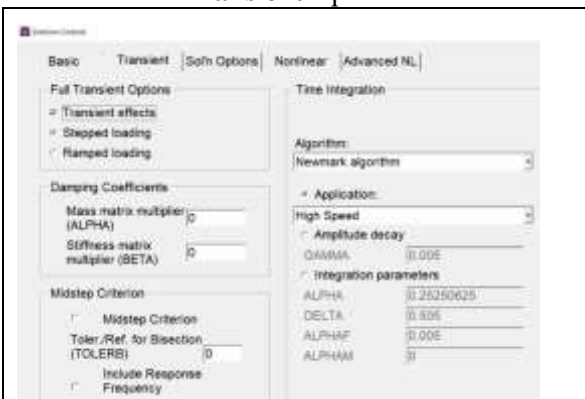 Solution Controls
Basic Transient Sol'n Options Nonlinear Advanced NL
Full Transient Options
Transient effects
Stepped loading
Ramped loading
Damping Coefficients
Mass matrix multiplier
(ALPHA) 0
Stiffness matrix
multiplier (BETA) 0
Midstep Criterion
Midstep Criterion
Toler./Ref. for Bisection
(TOLERB) 0
Include Response
Frequency
Time Integration
Algorithm:
Newmark algorithm
Application:
High Speed
Amplitude decay
GAMMA 0.005
Integration parameters
ALPHA 0.25250625
DELTA 0.505
ALPHAF 0.005
ALPHAM 0